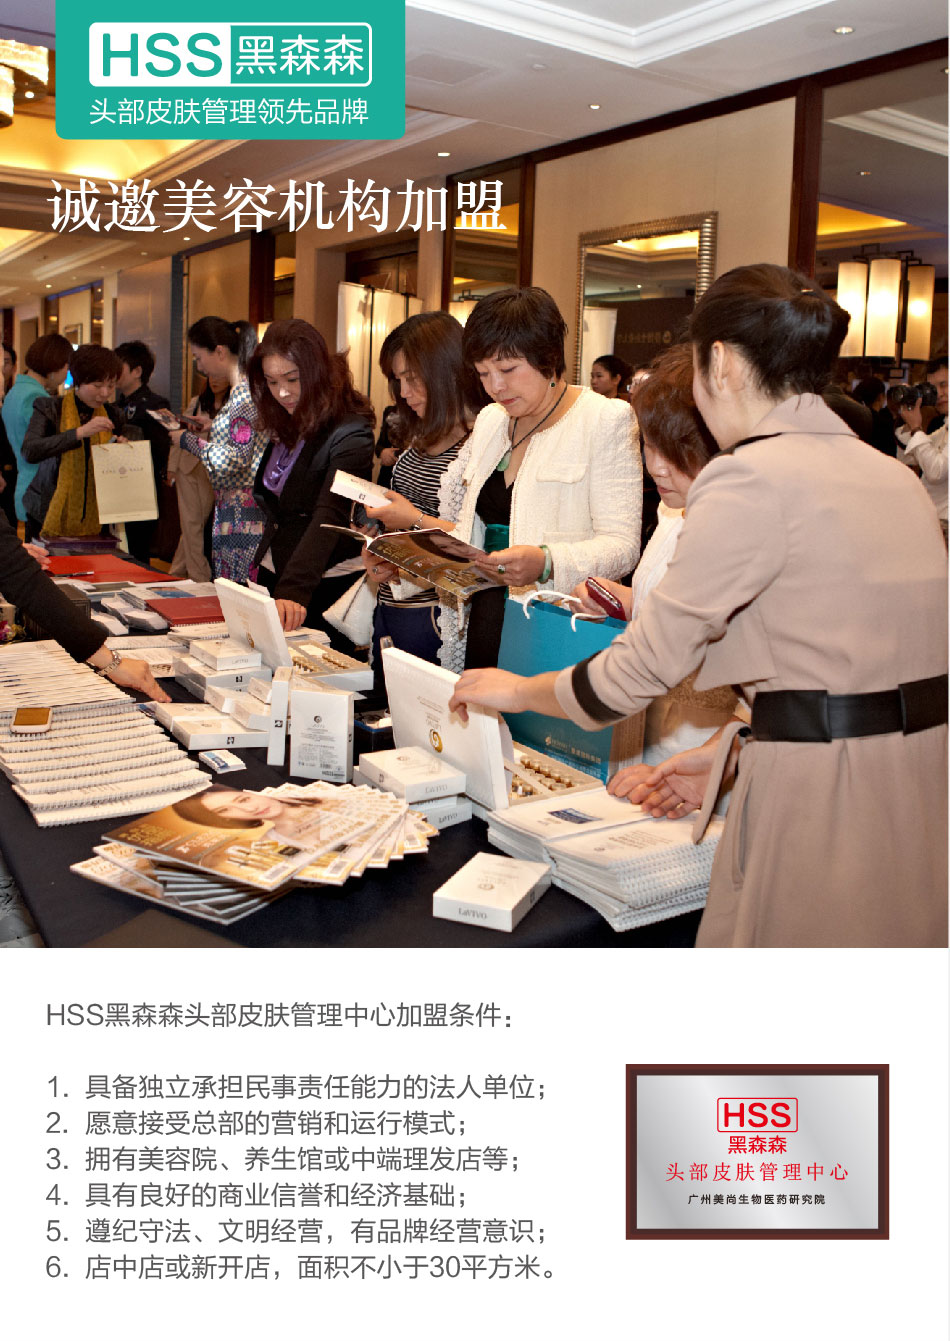 HSS黑森森
头部皮肤管理领先品牌
诚邀美容机构加盟
LaVIVO
LaVIVO
HSS
HSS黑森森头部皮肤管理中心加盟条件：
1. 具备独立承担民事责任能力的法人单位；
2. 愿意接受总部的营销和运行模式；
3. 拥有美容院、养生馆或中端理发店等；
4. 具有良好的商业信誉和经济基础；
5. 遵纪守法、文明经营，有品牌经营意识；
6. 店中店或新开店，面积不小于30平方米。
HSS
黑森森
头部皮肤管理中心
广州美尚生物医药研究院